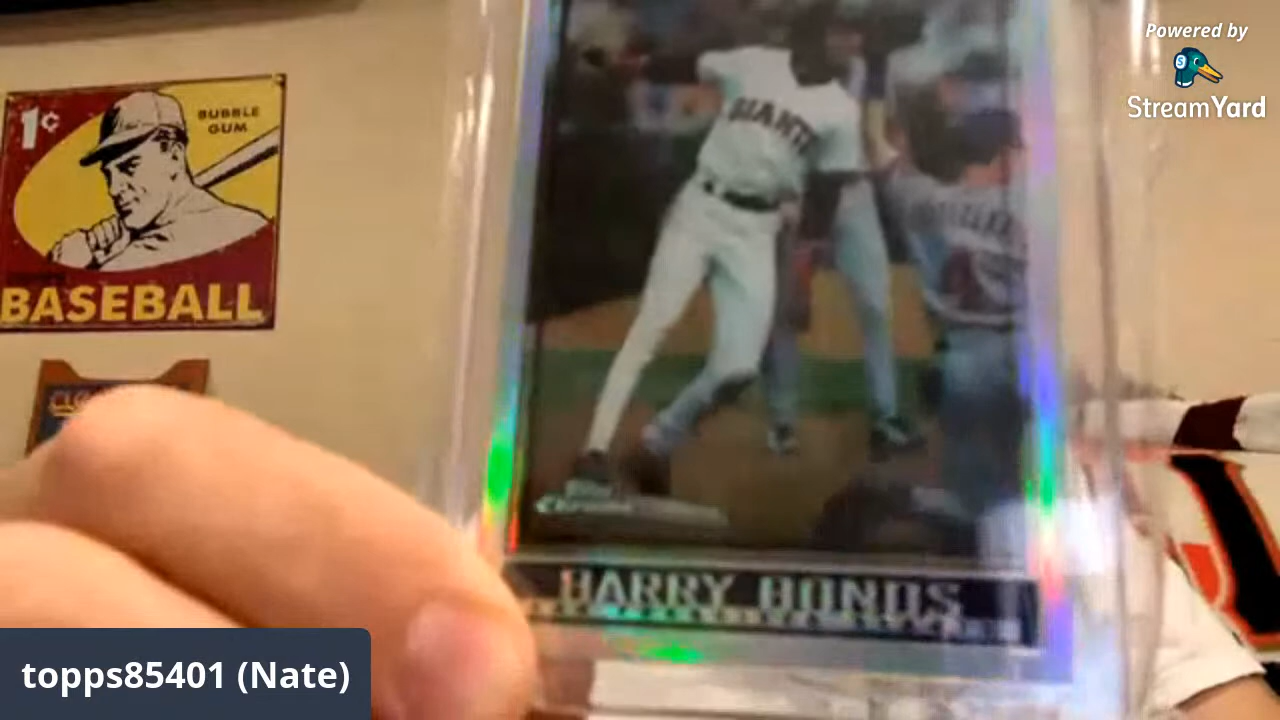 Powered by
StreamYard
1¢
BUBBLE
GUM
BASEBALL
GIANTS
Topps
Chrome
BARRY BONDS
topps85401 (Nate)